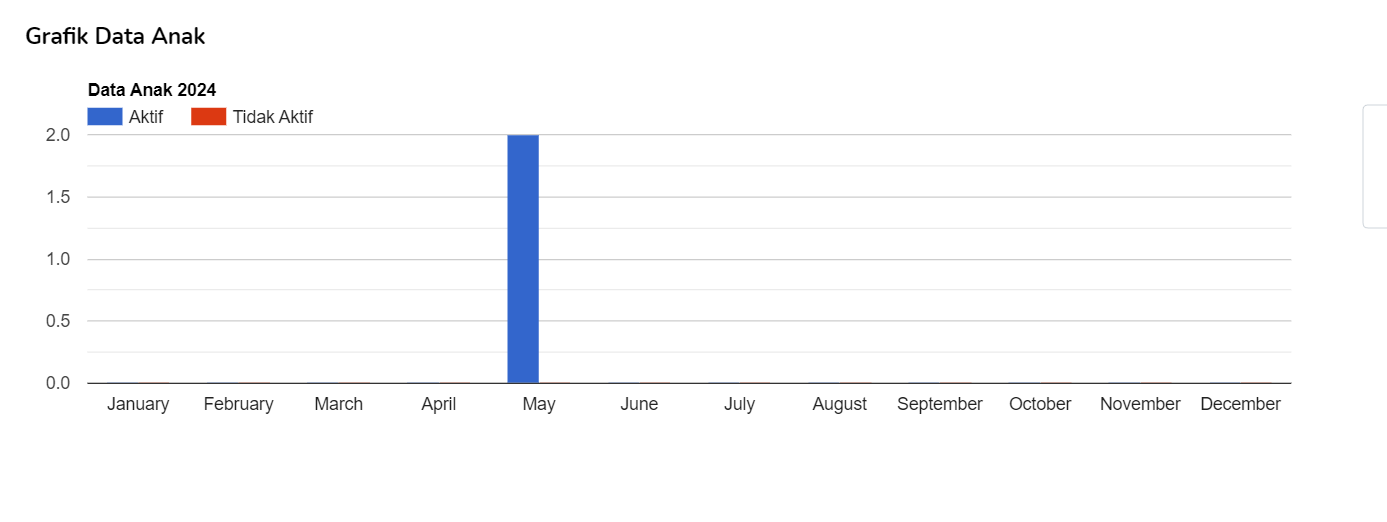 Grafik Data Anak
Data Anak 2024
Aktif Tidak Aktif
2.0
1.5
1.0
0.5
0.0
January February March April May June July August September October November December